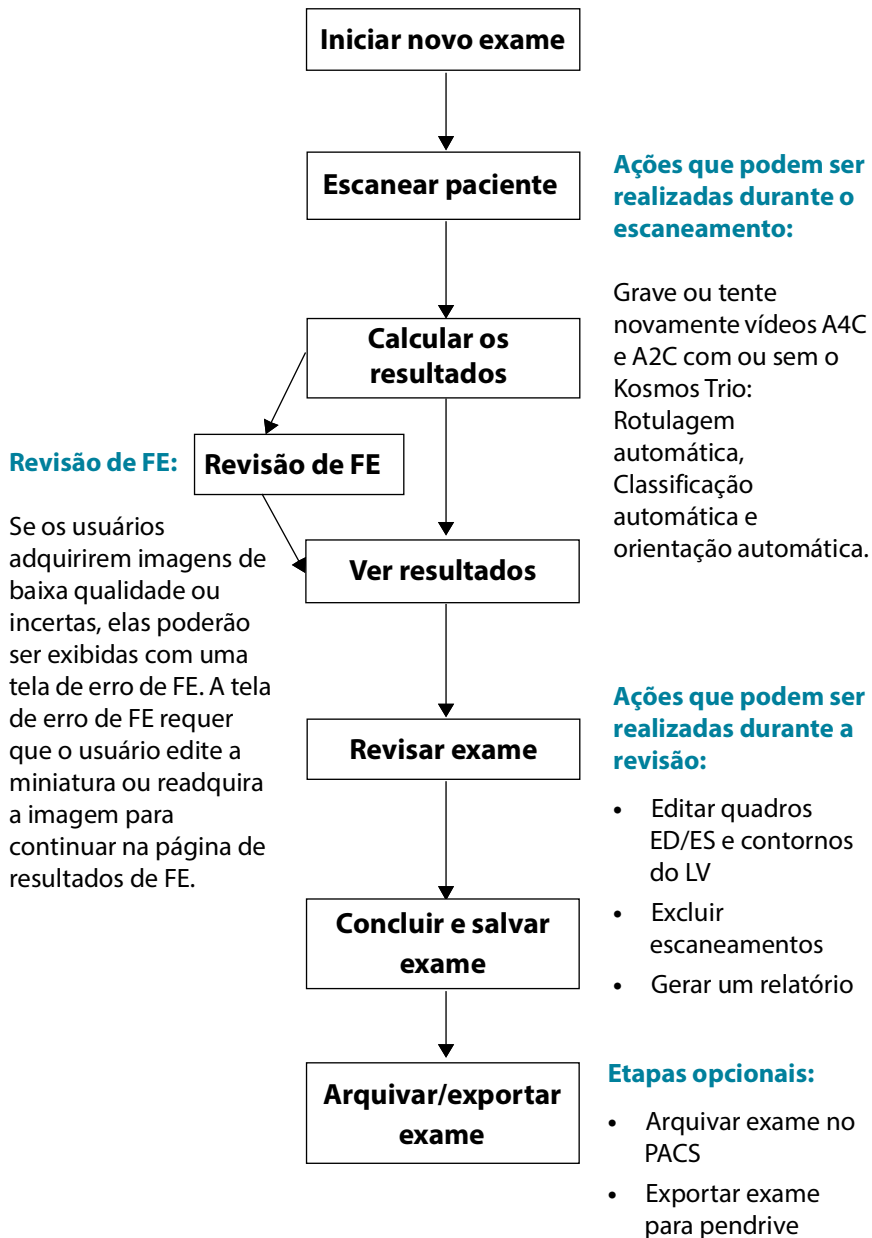 Iniciar novo exame
Escanear paciente
Ações que podem ser
realizadas durante o
escaneamento:
Grave ou tente
novamente vídeos A4C
e A2C com ou sem o
Kosmos Trio:
Rotulagem
automática,
Classificação
automática e
orientação automática.
Calcular os
resultados
Revisão de FE:
Revisão de FE
Se os usuários
adquirirem imagens de
baixa qualidade ou
incertas, elas poderão
ser exibidas com uma
tela de erro de FE. A tela
de erro de FE requer
que o usuário edite a
miniatura ou readquira
a imagem para
continuar na página de
resultados de FE.
Ver resultados
Revisar exame
Ações que podem ser
realizadas durante a
revisão:
• Editar quadros
ED/ES e contornos
do LV
• Excluir
escaneamentos
• Gerar um relatório
Concluir e salvar
exame
Arquivar/exportar
exame
Etapas opcionais:
• Arquivar exame no
PACS
• Exportar exame
para pendrive